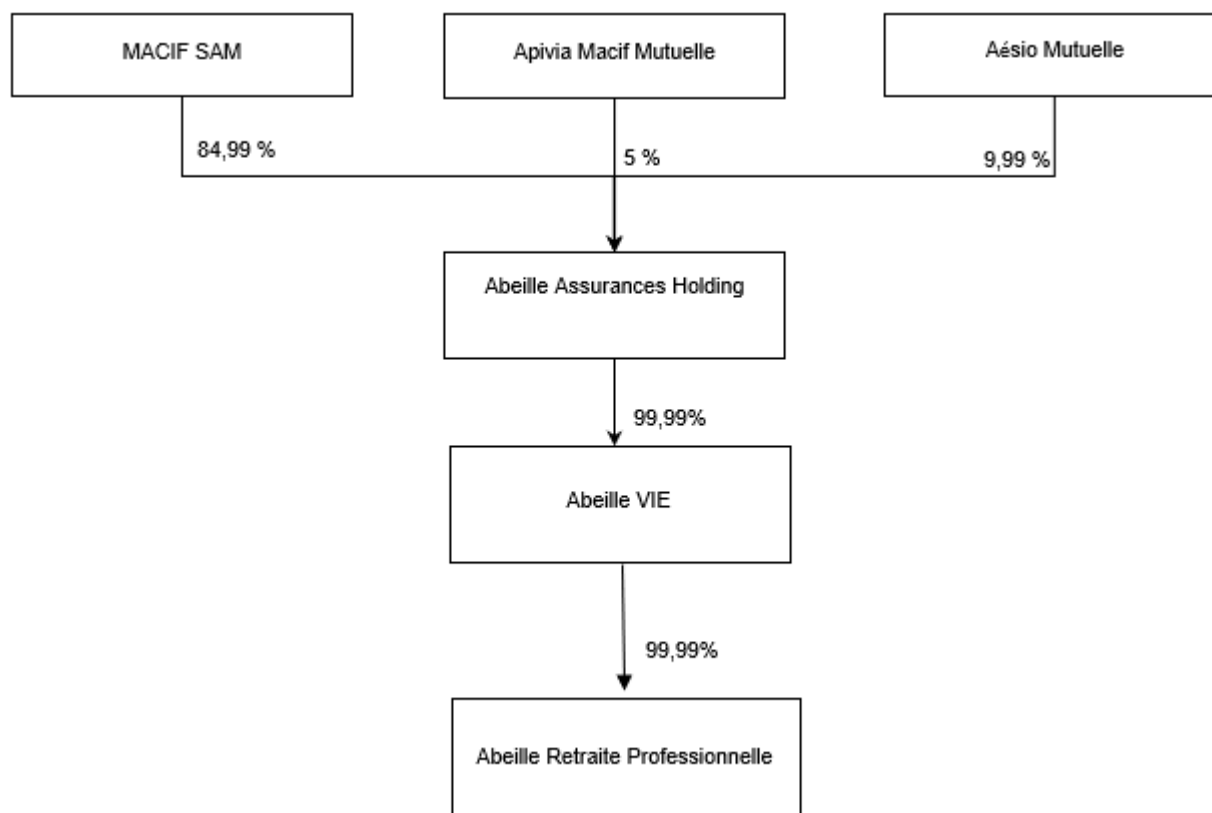 MACIF SAM
Apivia Macif Mutuelle
Aésio Mutuelle
84,99 %
5 %
9,99 %
Abeille Assurances Holding
99,99%
Abeille VIE
99,99%
Abeille Retraite Professionnelle